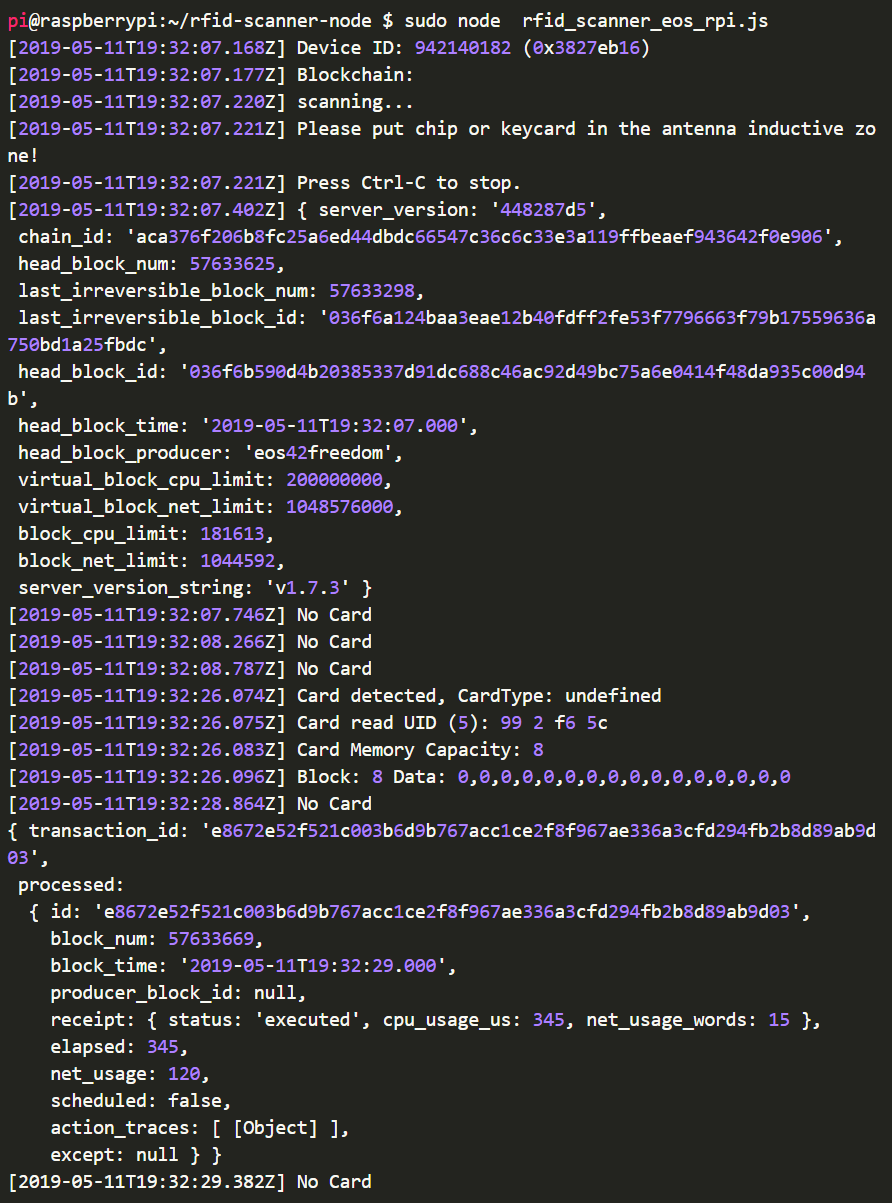 pi@raspberrypi:~/rfid-scanner-node $ sudo node  rfid_scanner_eos_rpi.js
[2019-05-11T19:32:07.168Z] Device ID: 942140182 (0x3827eb16)
[2019-05-11T19:32:07.177Z] Blockchain:
[2019-05-11T19:32:07.220Z] scanning...
[2019-05-11T19:32:07.221Z] Please put chip or keycard in the antenna inductive zo
ne!
[2019-05-11T19:32:07.221Z] Press Ctrl-C to stop.
[2019-05-11T19:32:07.402Z] { server_version: '448287d5',
 chain_id: 'aca376f206b8fc25a6ed44dbdc66547c36c6c33e3a119ffbeaef943642f0e906',
 head_block_num: 57633625,
 last_irreversible_block_num: 57633298,
 last_irreversible_block_id: '036f6a124baa3eae12b40fdff2fe53f7796663f79b17559636a
750bd1a25fbdc',
 head_block_id: '036f6b590d4b20385337d91dc688c46ac92d49bc75a6e0414f48da935c00d94
b',
 head_block_time: '2019-05-11T19:32:07.000',
 head_block_producer: 'eos42freedom',
 virtual_block_cpu_limit: 200000000,
 virtual_block_net_limit: 1048576000,
 block_cpu_limit: 181613,
 block_net_limit: 1044592,
 server_version_string: 'v1.7.3' }
[2019-05-11T19:32:07.746Z] No Card
[2019-05-11T19:32:08.266Z] No Card
[2019-05-11T19:32:08.787Z] No Card
[2019-05-11T19:32:26.074Z] Card detected, CardType: undefined
[2019-05-11T19:32:26.075Z] Card read UID (5): 99 2 f6 5c
[2019-05-11T19:32:26.083Z] Card Memory Capacity: 8
[2019-05-11T19:32:26.096Z] Block: 8 Data: 0,0,0,0,0,0,0,0,0,0,0,0,0,0,0,0
[2019-05-11T19:32:28.864Z] No Card
{ transaction_id: 'e8672e52f521c003b6d9b767acc1ce2f8f967ae336a3cfd294fb2b8d89ab9d
03',
 processed:
  { id: 'e8672e52f521c003b6d9b767acc1ce2f8f967ae336a3cfd294fb2b8d89ab9d03',
    block_num: 57633669,
    block_time: '2019-05-11T19:32:29.000',
    producer_block_id: null,
    receipt: { status: 'executed', cpu_usage_us: 345, net_usage_words: 15 },
    elapsed: 345,
    net_usage: 120,
    scheduled: false,
    action_traces: [ [Object] ],
    except: null } }
[2019-05-11T19:32:29.382Z] No Card